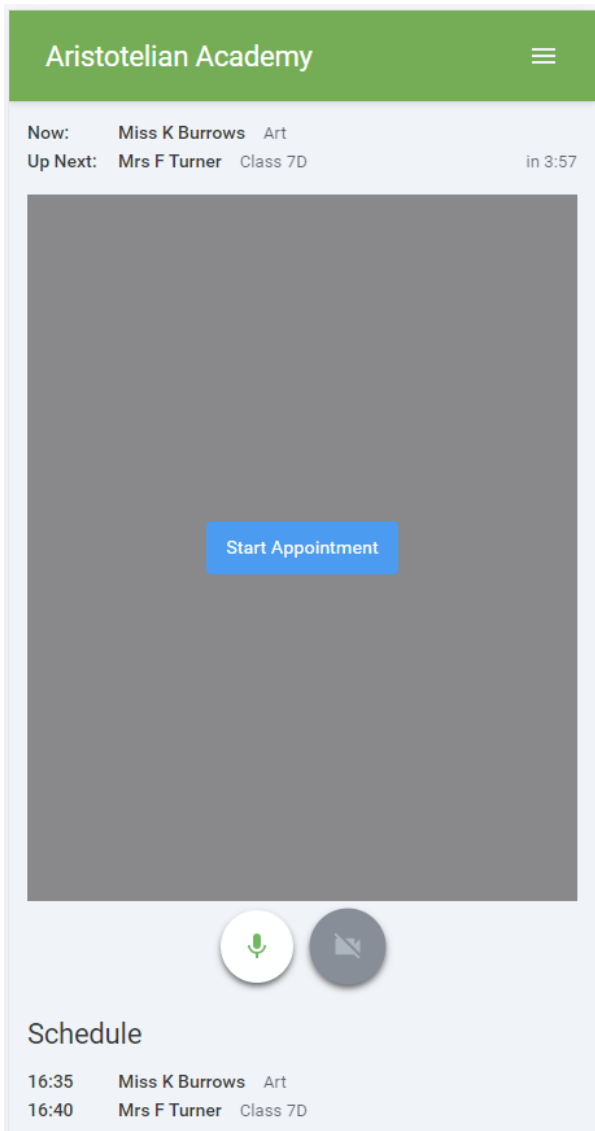 Aristotelian Academy
Now: Miss K Burrows Art
Up Next: Mrs F Turner Class 7D in 3:57
Start Appointment
Schedule
16:35 Miss K Burrows Art
16:40 Mrs F Turner Class 7D